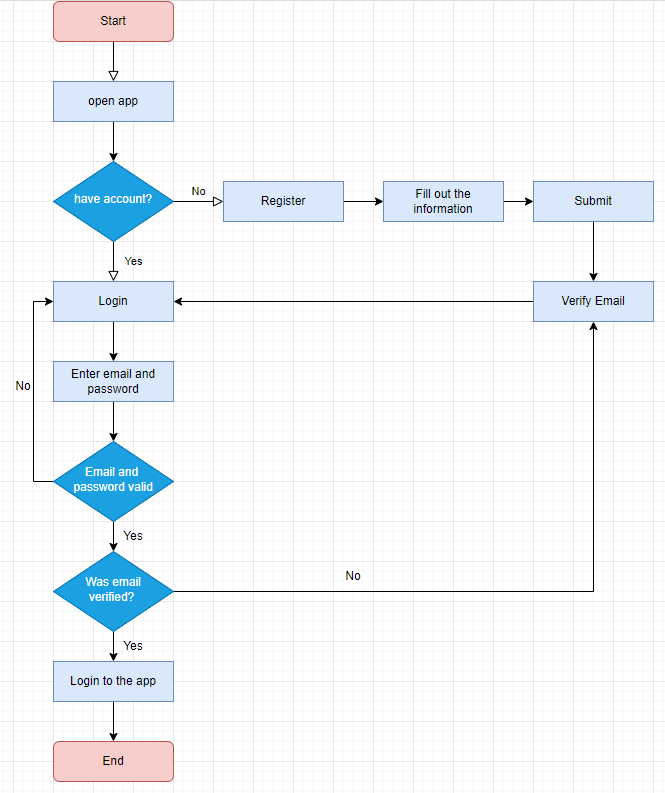 Start
open app
have account?
No
Register
Fill out the
information
Submit
Yes
Login
Verify Email
Enter email and
password
No
Email and
password valid
Yes
Was email
verified?
No
Yes
Login to the app
End